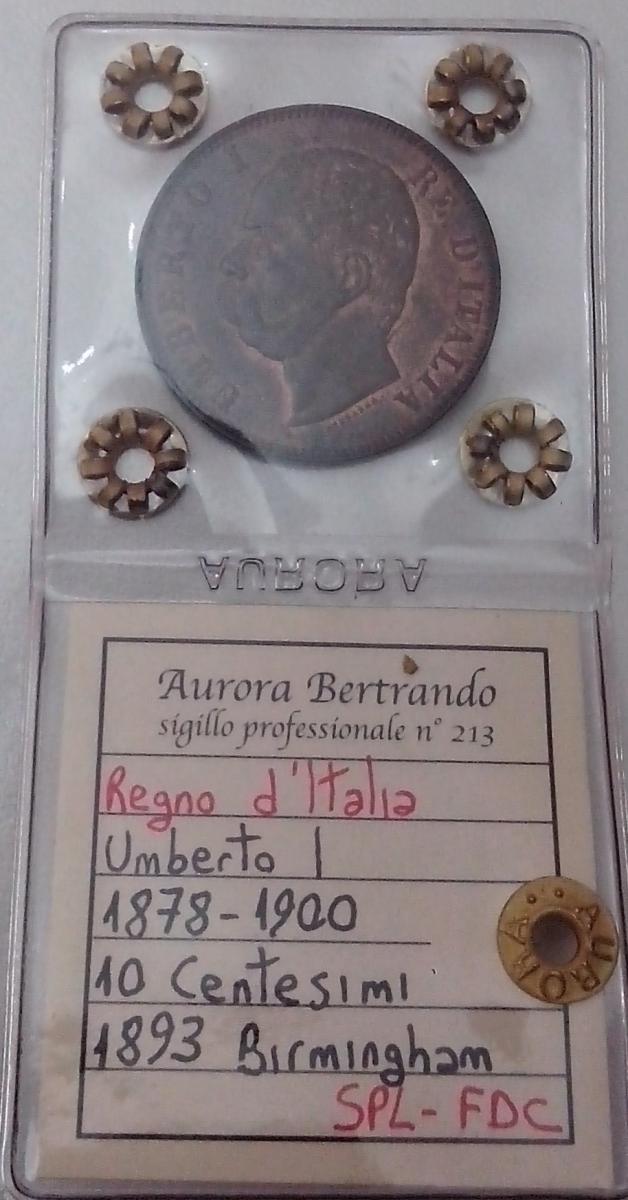 UMBERTO I RE D'ITALIA
AURORA
Aurora Bertrando
sigillo professionale n° 213
Regno d'Italia
Umberto I
1878-1900
10 Centesimi
1893 Birmingham
SPL-FDC
AURORA